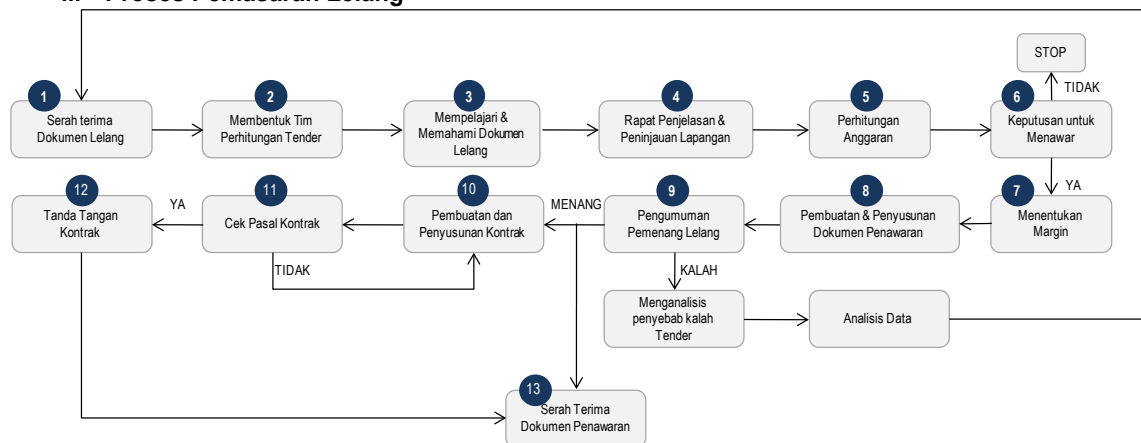 Proses Pemasaran Lelang
STOP
TIDAK
1
Serah terima
Dokumen Lelang
2
Membentuk Tim
Perhitungan Tender
3
Mempelajari &
Memahami Dokumen
Lelang
4
Rapat Penjelasan &
Peninjauan Lapangan
5
Perhitungan
Anggaran
6
Keputusan untuk
Menawar
YA
7
Menentukan
Margin
8
Pembuatan & Penyusunan
Dokumen Penawaran
9
Pengumuman
Pemenang Lelang
MENANG
10
Pembuatan dan
Penyusunan Kontrak
11
Cek Pasal Kontrak
YA
12
Tanda Tangan
Kontrak
TIDAK
KALAH
Menganalisis
penyebab kalah
Tender
Analisis Data
13
Serah Terima
Dokumen Penawaran